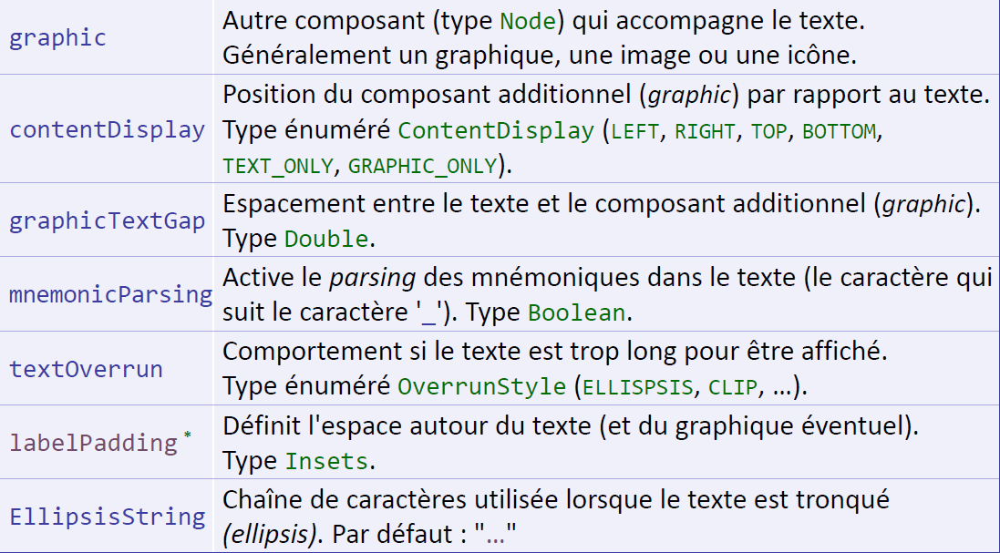 graphic
Autre composant (type Node) qui accompagne le texte.
Généralement un graphique, une image ou une icône.
contentDisplay
Position du composant additionnel (graphic) par rapport au texte.
Type énuméré ContentDisplay (LEFT, RIGHT, TOP, BOTTOM,
TEXT_ONLY, GRAPHIC_ONLY).
graphicTextGap
Espacement entre le texte et le composant additionnel (graphic).
Type Double.
mnemonicParsing
Active le parsing des mnémoniques dans le texte (le caractère qui
suit le caractère '_'). Type Boolean.
textOverrun
Comportement si le texte est trop long pour être affiché.
Type énuméré OverrunStyle (ELLISPSIS, CLIP, …).
labelPadding*
Définit l'espace autour du texte (et du graphique éventuel).
Type Insets.
EllipsisString
Chaîne de caractères utilisée lorsque le texte est tronqué
(ellipsis). Par défaut : "…"